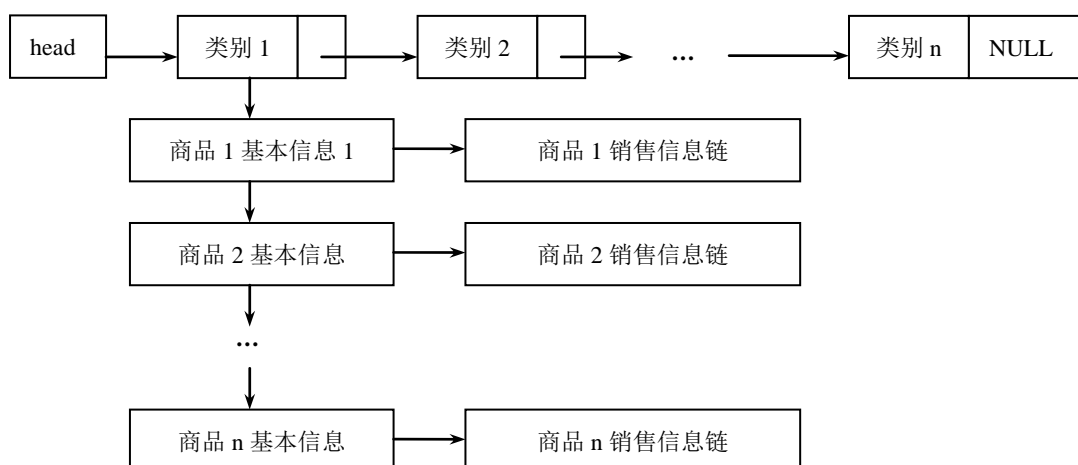 head 类别 1 类别 2 ... 类别 n NULL
商品 1 基本信息 1 商品 1 销售信息链
商品 2 基本信息 商品 2 销售信息链
...
商品 n 基本信息 商品 n 销售信息链